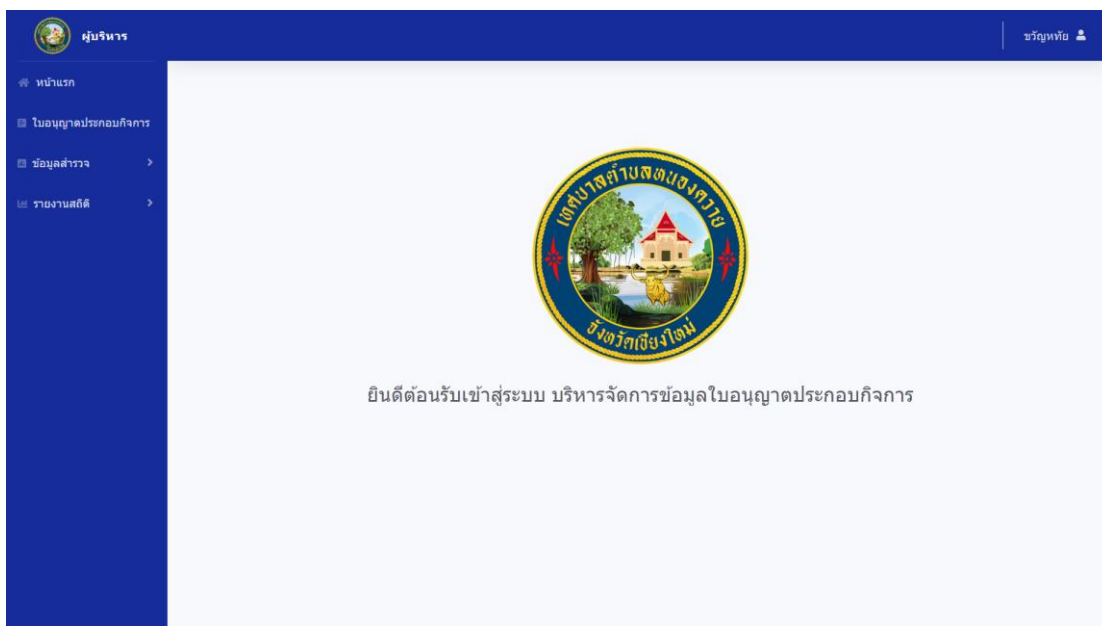 ผู้บริหาร
ขวัญหทัย
หน้าแรก
ใบอนุญาตประกอบกิจการ
ข้อมูลสำรวจ
รายงานสถิติ
เทศบาลตำบลหนองควาย
จังหวัดเชียงใหม่
ยินดีต้อนรับเข้าสู่ระบบ บริหารจัดการข้อมูลใบอนุญาตประกอบกิจการ